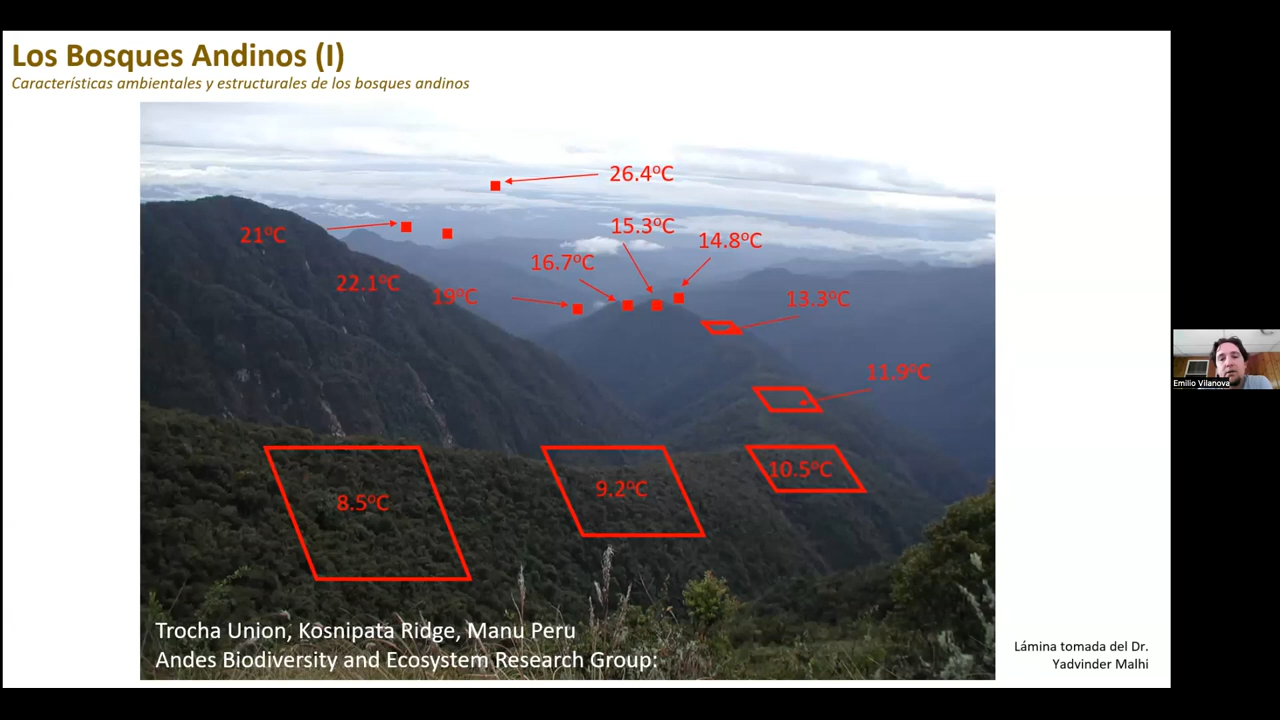 Los Bosques Andinos (I)
Características ambientales y estructurales de los bosques andinos
26.4ºC
21ºC
15.3ºC
14.8ºC
16.7ºC
22.1ºC
19ºC
13.3ºC
11.9ºC
10.5ºC
9.2ºC
8.5ºC
Trocha Union, Kosnipata Ridge, Manu Peru
Andes Biodiversity and Ecosystem Research Group:
Lámina tomada del Dr.
Yadvinder Malhi
Emilio Vilanova